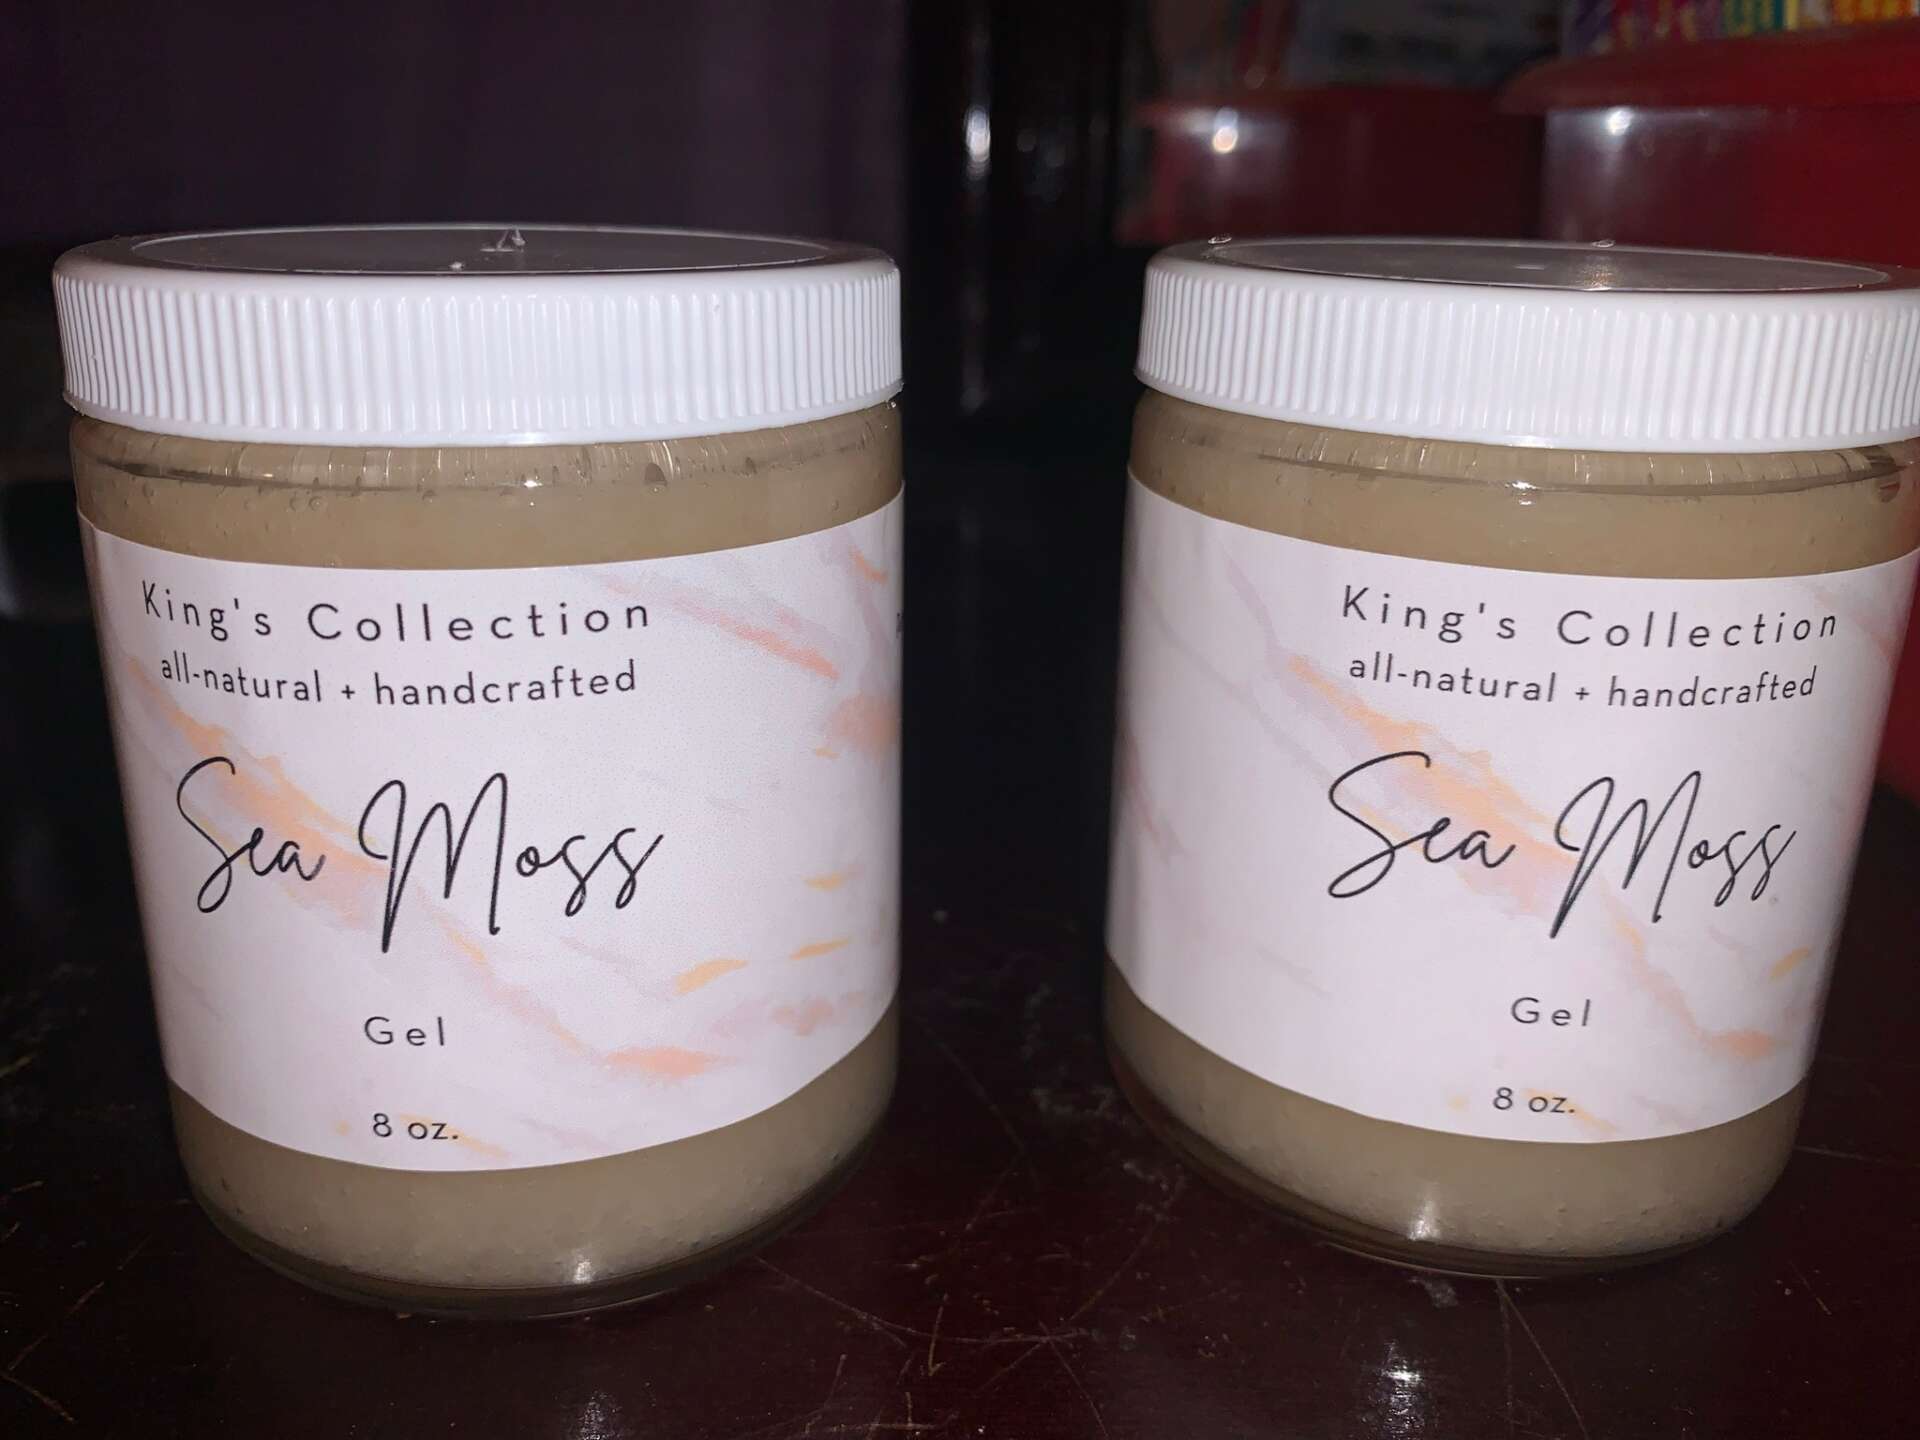 King's Collection
all-natural + handcrafted
Sea Moss
Gel
8 oz.
King's Collection
all-natural + handcrafted
Sea Moss
Gel
8 oz.